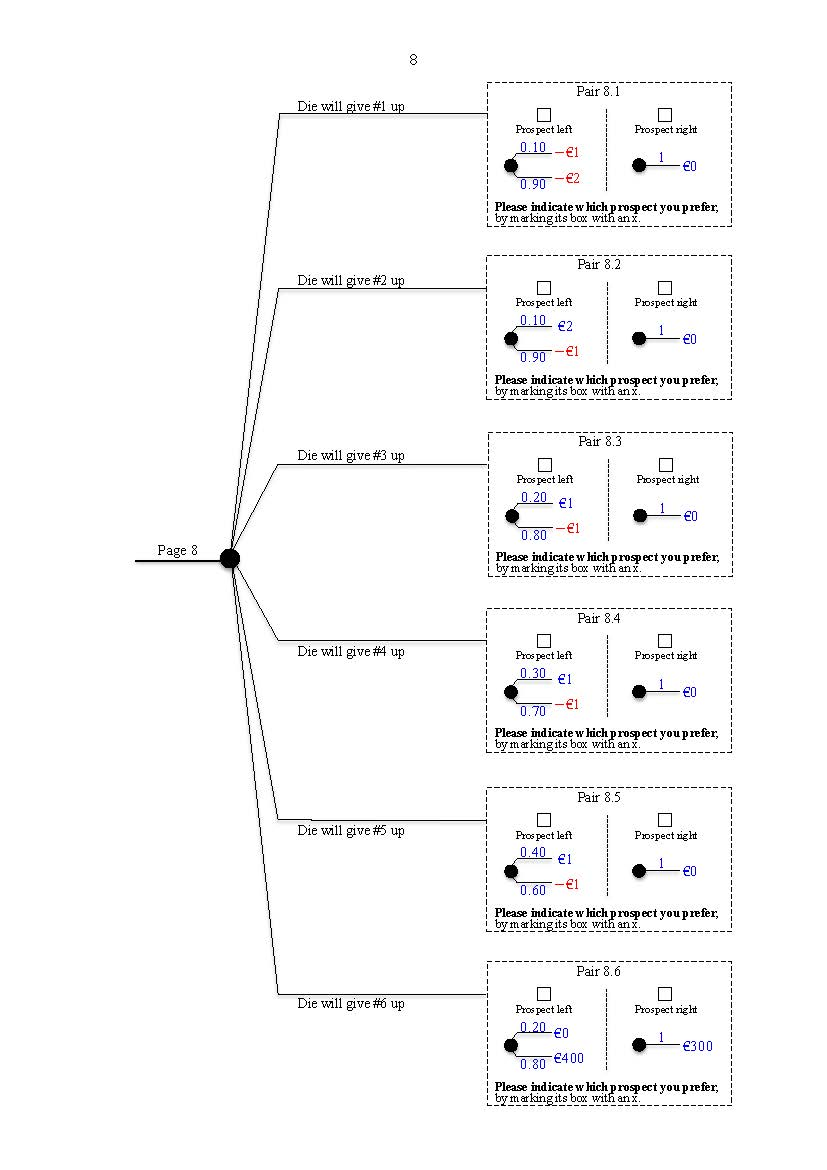 8
Die will give #1 up
Pair 8.1
Prospect left Prospect right
0.10 −€1
0.90 −€2
1 €0
Please indicate which prospect you prefer,
by marking its box with an x.
Die will give #2 up
Pair 8.2
Prospect left Prospect right
0.10 €2
0.90 −€1
1 €0
Please indicate which prospect you prefer,
by marking its box with an x.
Die will give #3 up
Pair 8.3
Prospect left Prospect right
0.20 €1
0.80 −€1
1 €0
Please indicate which prospect you prefer,
by marking its box with an x.
Page 8
Die will give #4 up
Pair 8.4
Prospect left Prospect right
0.30 €1
0.70 −€1
1 €0
Please indicate which prospect you prefer,
by marking its box with an x.
Die will give #5 up
Pair 8.5
Prospect left Prospect right
0.40 €1
0.60 −€1
1 €0
Please indicate which prospect you prefer,
by marking its box with an x.
Die will give #6 up
Pair 8.6
Prospect left Prospect right
0.20 €0
0.80 €400
1 €300
Please indicate which prospect you prefer,
by marking its box with an x.